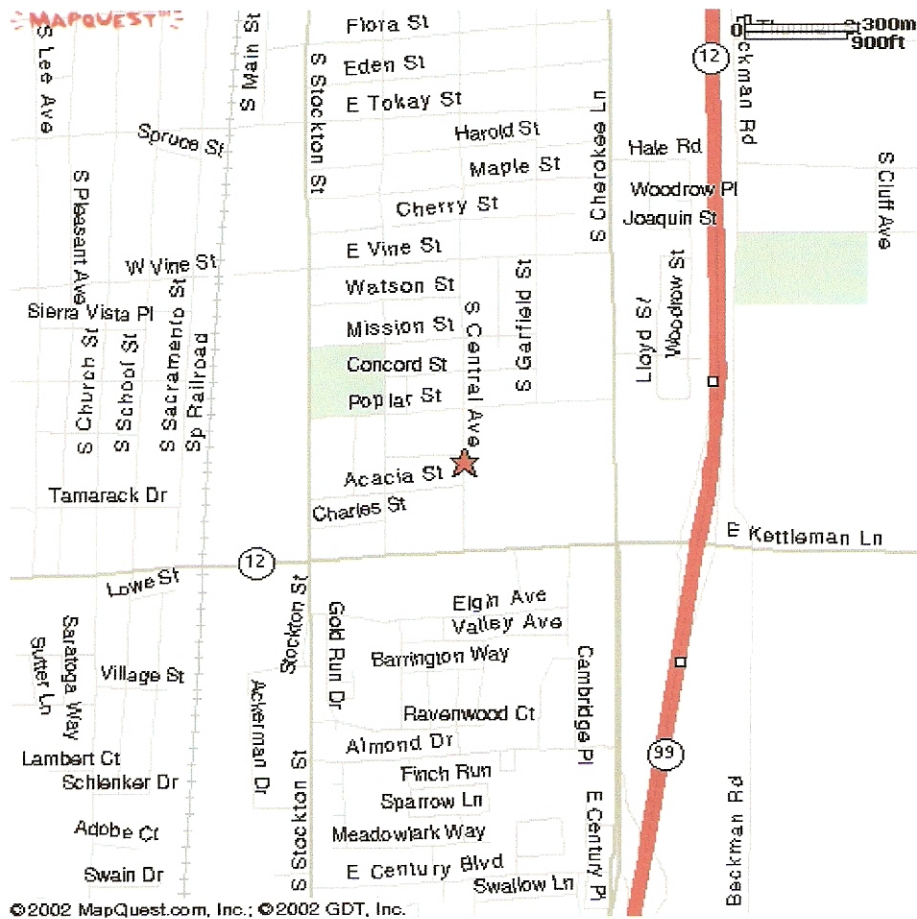 MAPQUEST
S Lee Ave
S Main St
Flora St
0 300m
900ft
12
ckman Rd
Eden St
S Stockton St
E Tokay St
Harold St
S Cherokee Ln
Hale Rd
Spruce St
Maple St
S Cluff Ave
S Pleasant Ave
Woodrow Pl
Cherry St
Joaquin St
E Vine St
W Vine St
Watson St
S Garfield St
Woodrow St
Sierra Vista Pl
S Sacramento St
Mission St
S Central Ave
Lloyd St
S Church St
S School St
Sp Railroad
Concord St
Poplar St
Acacia St
Tamarack Dr
Charles St
E Kettleman Ln
12
Lowe St
Stockton St
Gold Run Dr
Elgin Ave
Valley Ave
Saratoga Way
Sutter Ln
Barrington Way
Cambridge Pl
Village St
Ackerman Dr
Ravenwood Ct
Almond Dr
99
Lambert Ct
Finch Run
Schlenker Dr
Sparrow Ln
S Stockton St
E Century Pl
Beckman Rd
Adobe Ct
Meadowlark Way
E Century Blvd
Swain Dr
Swallow Ln
©2002 MapQuest.com, Inc.; ©2002 GDT, Inc.